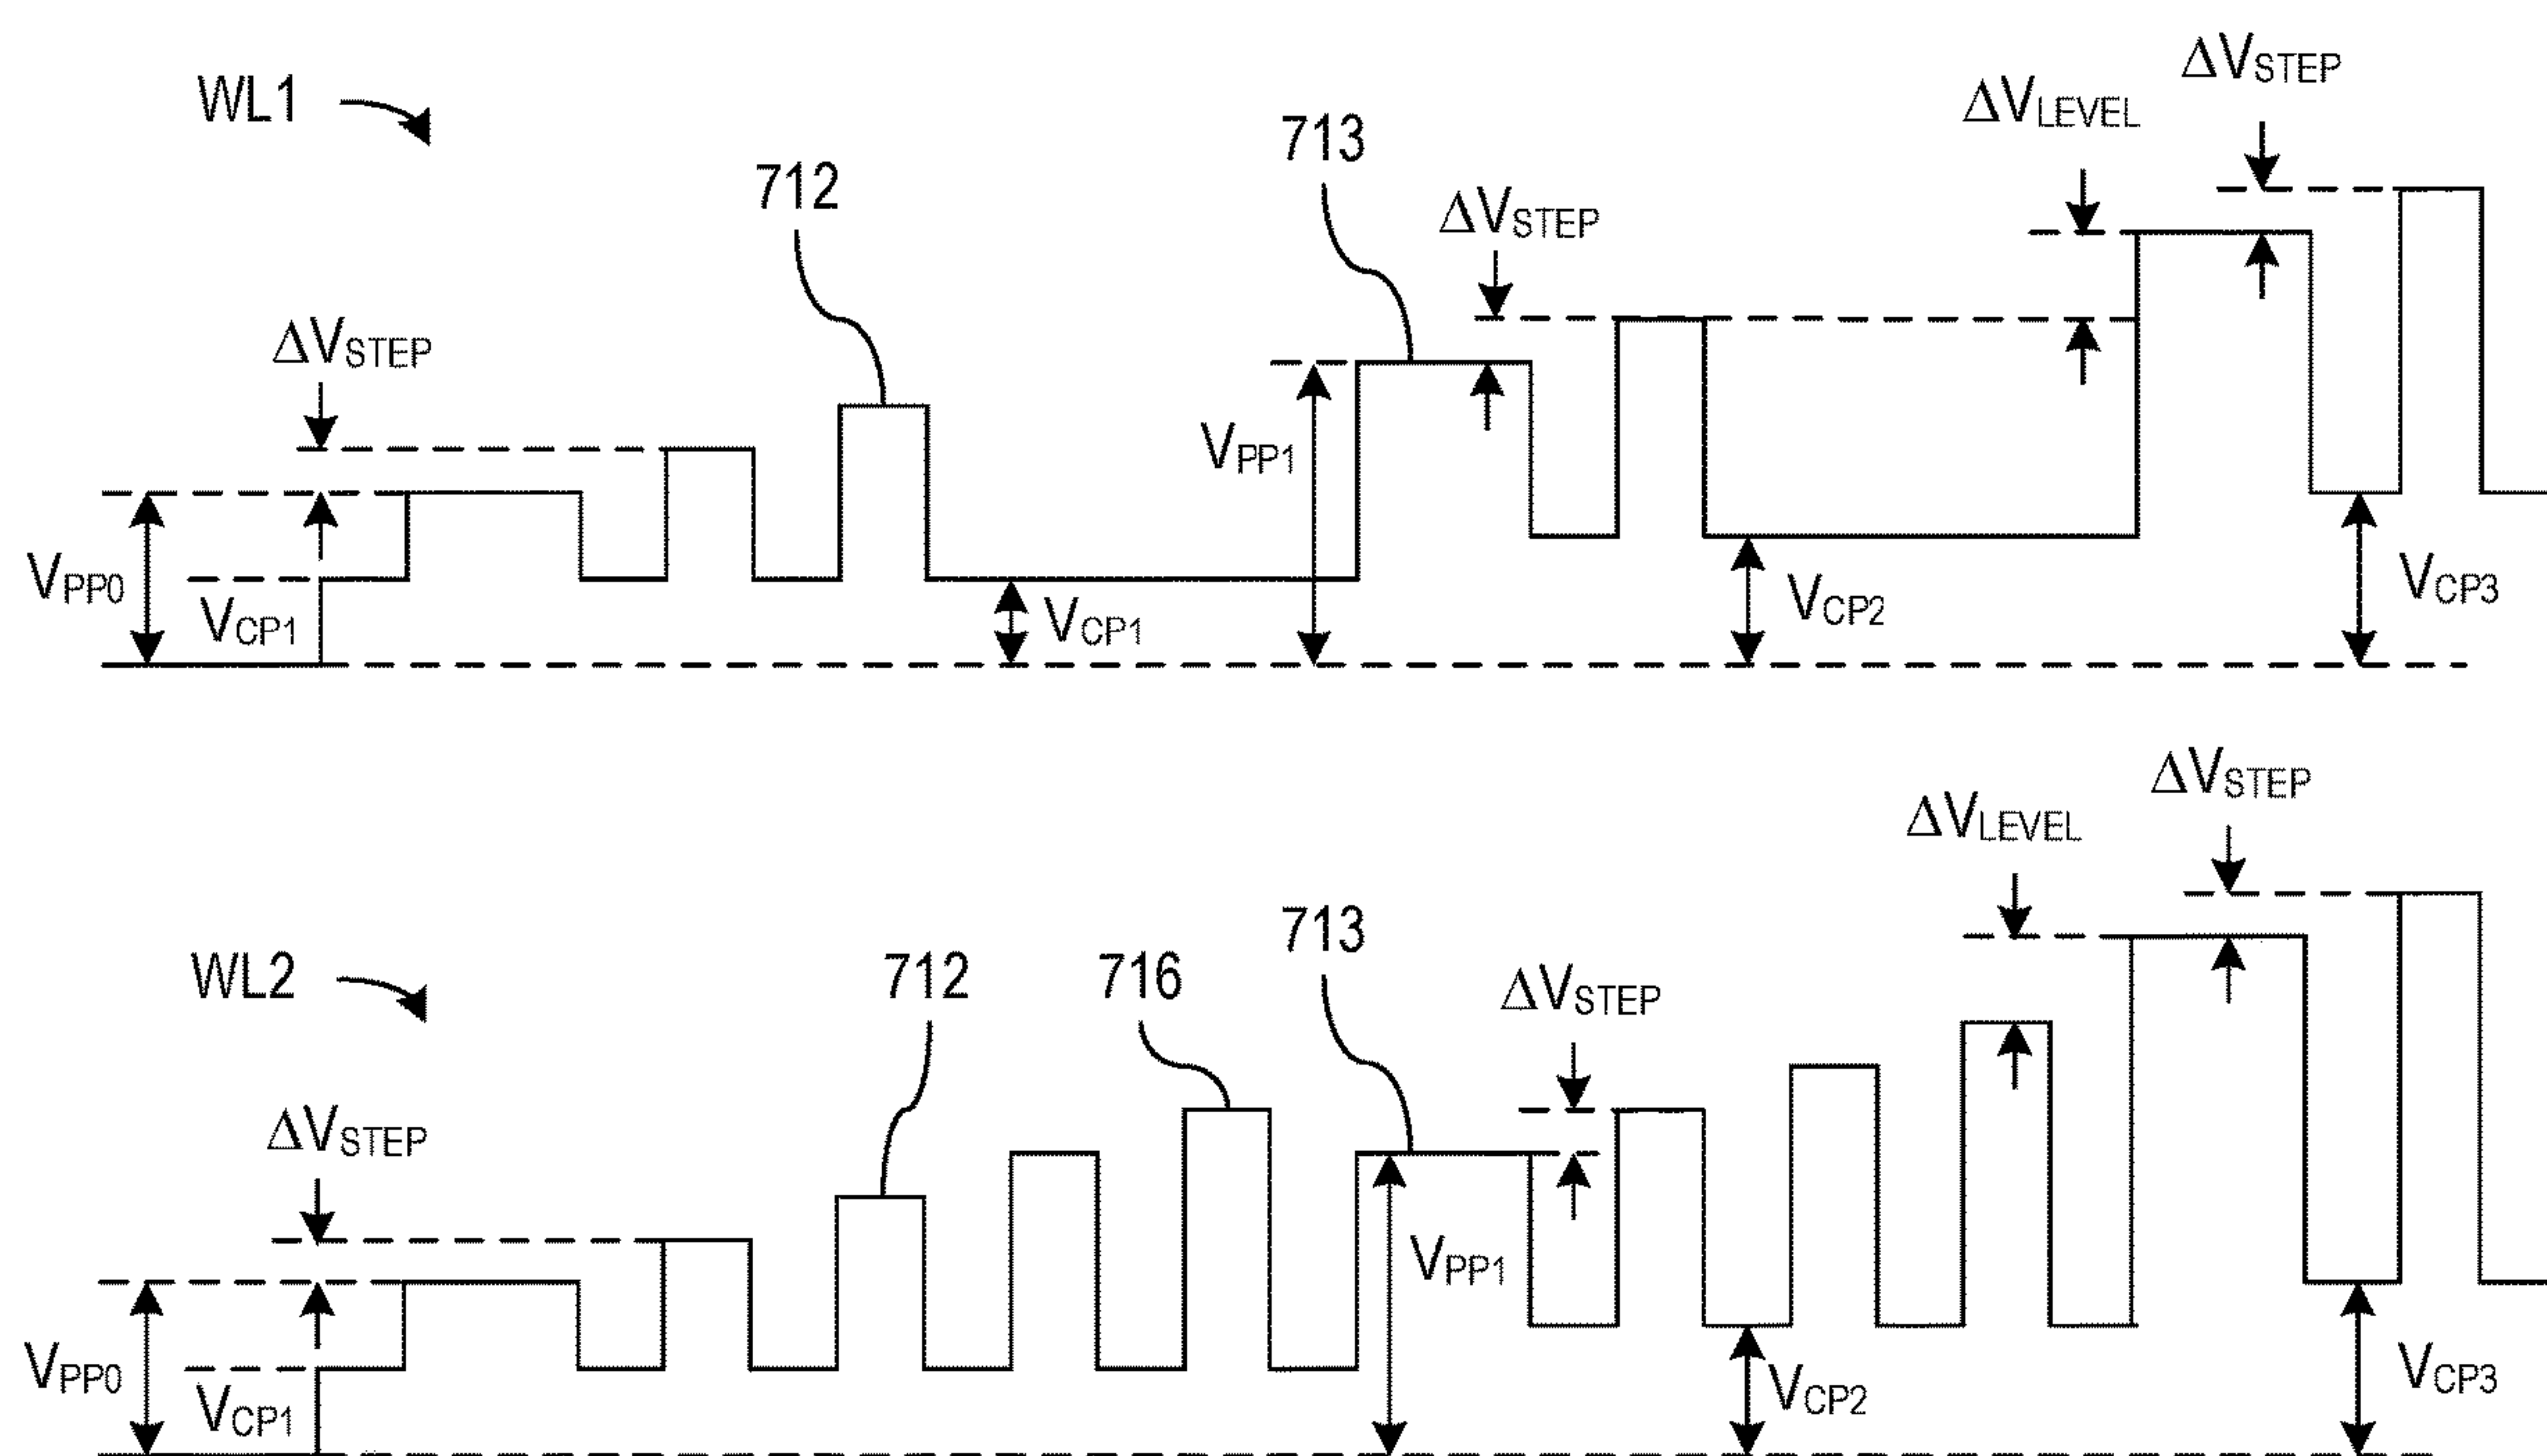 WL1
ΔVSTEP
ΔVLEVEL
713
712
ΔVSTEP
ΔVSTEP
VPP1
VPP0
VCP1
VCP1
VCP2
VCP3
ΔVSTEP
ΔVLEVEL
WL2
712
716
713
ΔVSTEP
ΔVSTEP
VPP1
VPP0
VCP1
VCP2
VCP3